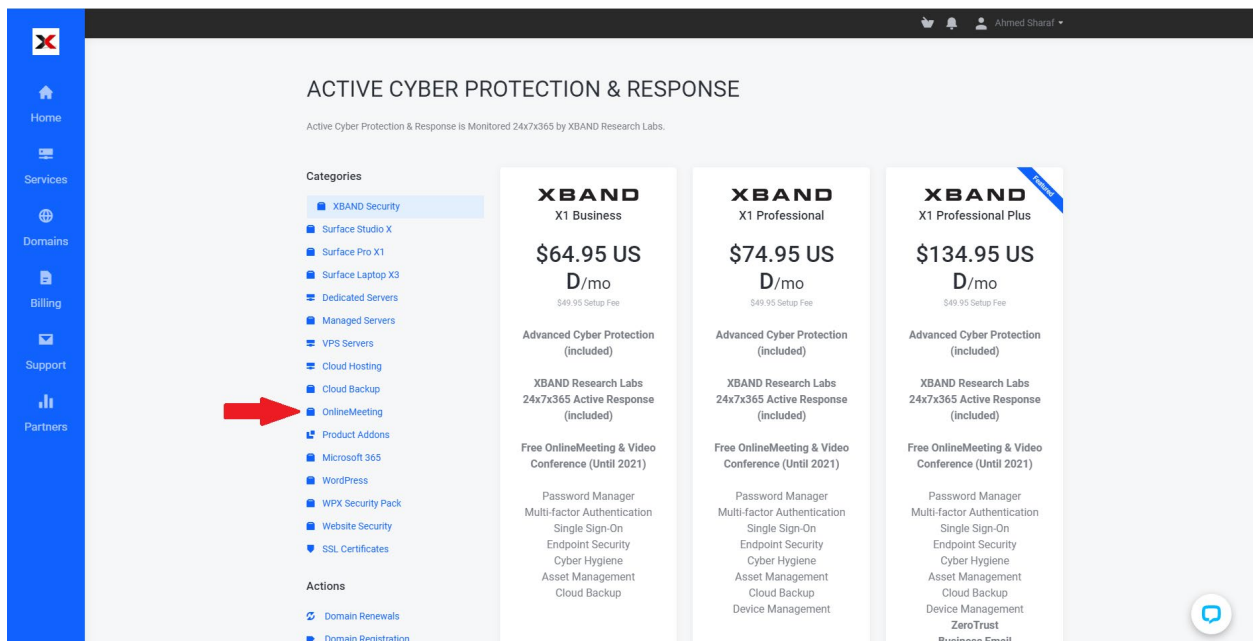 Ahmed Sharaf
Home
Services
Domains
Billing
Support
Partners
ACTIVE CYBER PROTECTION & RESPONSE
Active Cyber Protection & Response is Monitored 24x7x365 by XBAND Research Labs.
Categories
XBAND Security
Surface Studio X
Surface Pro X1
Surface Laptop X3
Dedicated Servers
Managed Servers
VPS Servers
Cloud Hosting
Cloud Backup
OnlineMeeting
Product Addons
Microsoft 365
WordPress
WPX Security Pack
Website Security
SSL Certificates
Actions
Domain Renewals
Domain Registration
XBAND
X1 Business
$64.95 US
D/mo
$49.95 Setup Fee
Advanced Cyber Protection
(included)
XBAND Research Labs
24x7x365 Active Response
(included)
Free OnlineMeeting & Video
Conference (Until 2021)
Password Manager
Multi-factor Authentication
Single Sign-On
Endpoint Security
Cyber Hygiene
Asset Management
Cloud Backup
XBAND
X1 Professional
$74.95 US
D/mo
$49.95 Setup Fee
Advanced Cyber Protection
(included)
XBAND Research Labs
24x7x365 Active Response
(included)
Free OnlineMeeting & Video
Conference (Until 2021)
Password Manager
Multi-factor Authentication
Single Sign-On
Endpoint Security
Cyber Hygiene
Asset Management
Cloud Backup
Device Management
Featured
XBAND
X1 Professional Plus
$134.95 US
D/mo
$49.95 Setup Fee
Advanced Cyber Protection
(included)
XBAND Research Labs
24x7x365 Active Response
(included)
Free OnlineMeeting & Video
Conference (Until 2021)
Password Manager
Multi-factor Authentication
Single Sign-On
Endpoint Security
Cyber Hygiene
Asset Management
Cloud Backup
Device Management
ZeroTrust
Business Email